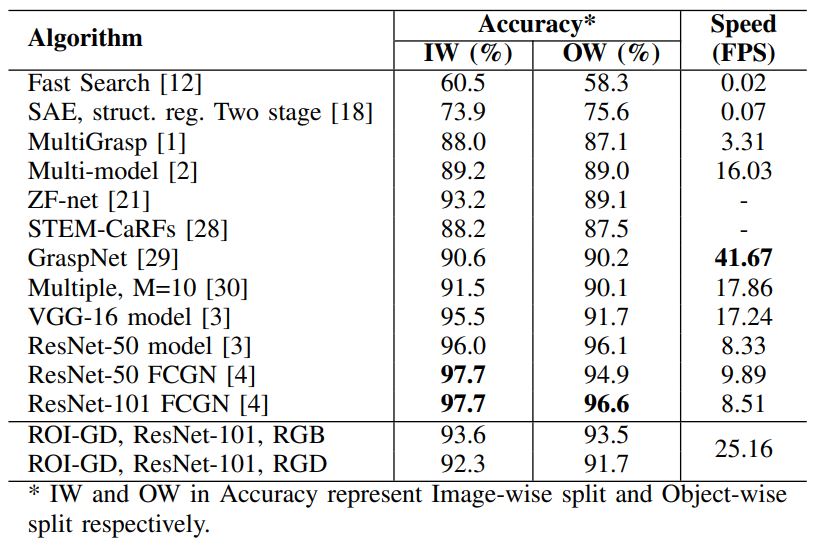 Algorithm Accuracy* Speed (FPS)
IW (%) OW (%)
Fast Search [12] 60.5 58.3 0.02
SAE, struct. reg. Two stage [18] 73.9 75.6 0.07
MultiGrasp [1] 88.0 87.1 3.31
Multi-model [2] 89.2 89.0 16.03
ZF-net [21] 93.2 89.1 -
STEM-CaRFs [28] 88.2 87.5 -
GraspNet [29] 90.6 90.2 41.67
Multiple, M=10 [30] 91.5 90.1 17.86
VGG-16 model [3] 95.5 91.7 17.24
ResNet-50 model [3] 96.0 96.1 8.33
ResNet-50 FCGN [4] 97.7 94.9 9.89
ResNet-101 FCGN [4] 97.7 96.6 8.51
ROI-GD, ResNet-101, RGB 93.6 93.5 25.16
ROI-GD, ResNet-101, RGD 92.3 91.7
* IW and OW in Accuracy represent Image-wise split and Object-wise
split respectively.